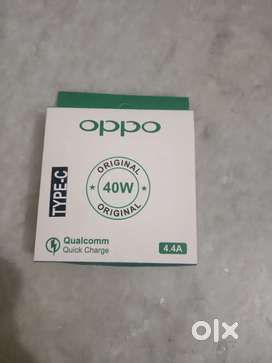 oppo
TYPE-C
ORIGINAL
40W
ORIGINAL
Qualcomm
Quick Charge
4.4A
olx